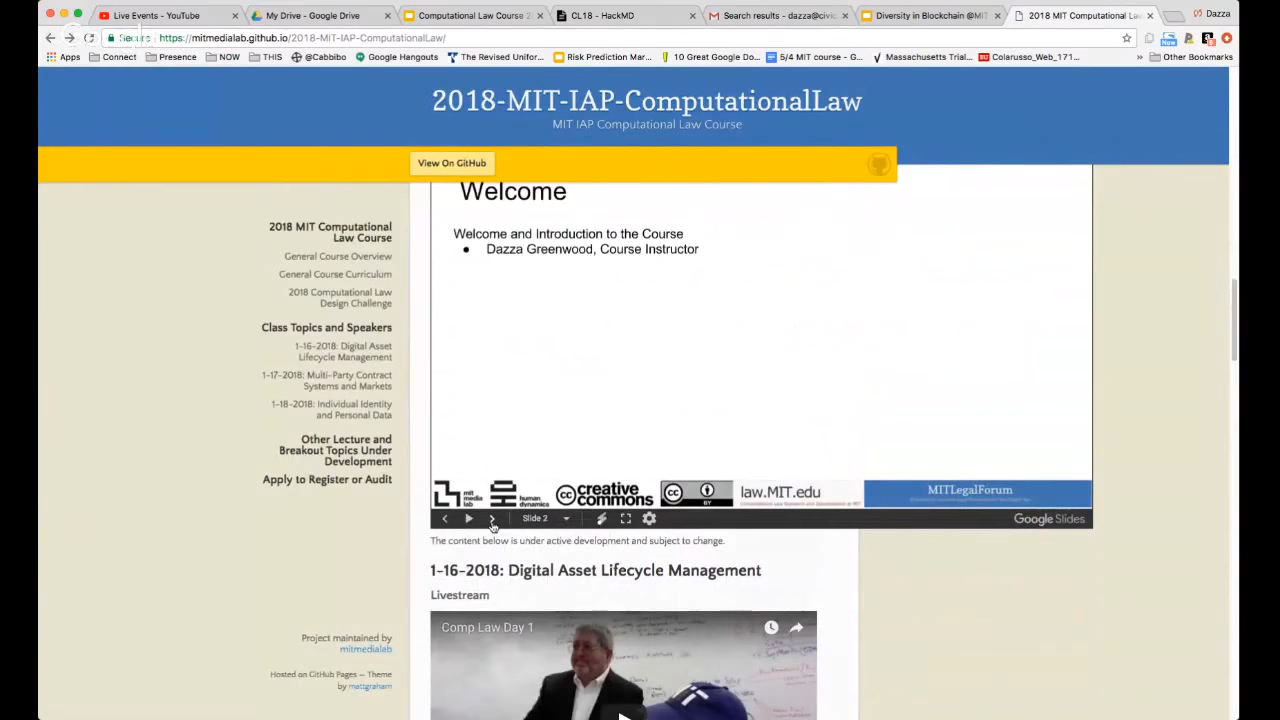 Live Events - YouTube
My Drive - Google Drive
Computational Law Course 2
CL18 - HackMD
Search results - dazza@civic
Diversity in Blockchain @MIT
2018 MIT Computational La
Dazza
Secure
https://mitmedialab.github.io/2018-MIT-IAP-ComputationalLaw/
Apps
Connect
Presence
NOW
THIS
@Cabbibo
Google Hangouts
The Revised Unifor...
Risk Prediction Mar...
10 Great Google Do...
5/4 MIT course - G...
Massachusetts Trial...
Colarusso_Web_171...
»
Other Bookmarks
2018-MIT-IAP-ComputationalLaw
MIT IAP Computational Law Course
View On GitHub
2018 MIT Computational
Law Course
General Course Overview
General Course Curriculum
2018 Computational Law
Design Challenge
Class Topics and Speakers
1-16-2018: Digital Asset
Lifecycle Management
1-17-2018: Multi-Party Contract
Systems and Markets
1-18-2018: Individual Identity
and Personal Data
Other Lecture and
Breakout Topics Under
Development
Apply to Register or Audit
Project maintained by
mitmedialab
Hosted on GitHub Pages — Theme
by mattgraham
Welcome
Welcome and Introduction to the Course
● Dazza Greenwood, Course Instructor
mit
media
lab
human
dynamics
creative
commons
cc
BY
law.MIT.edu
MITLegalForum
Slide 2
Google Slides
The content below is under active development and subject to change.
1-16-2018: Digital Asset Lifecycle Management
Livestream
Comp Law Day 1